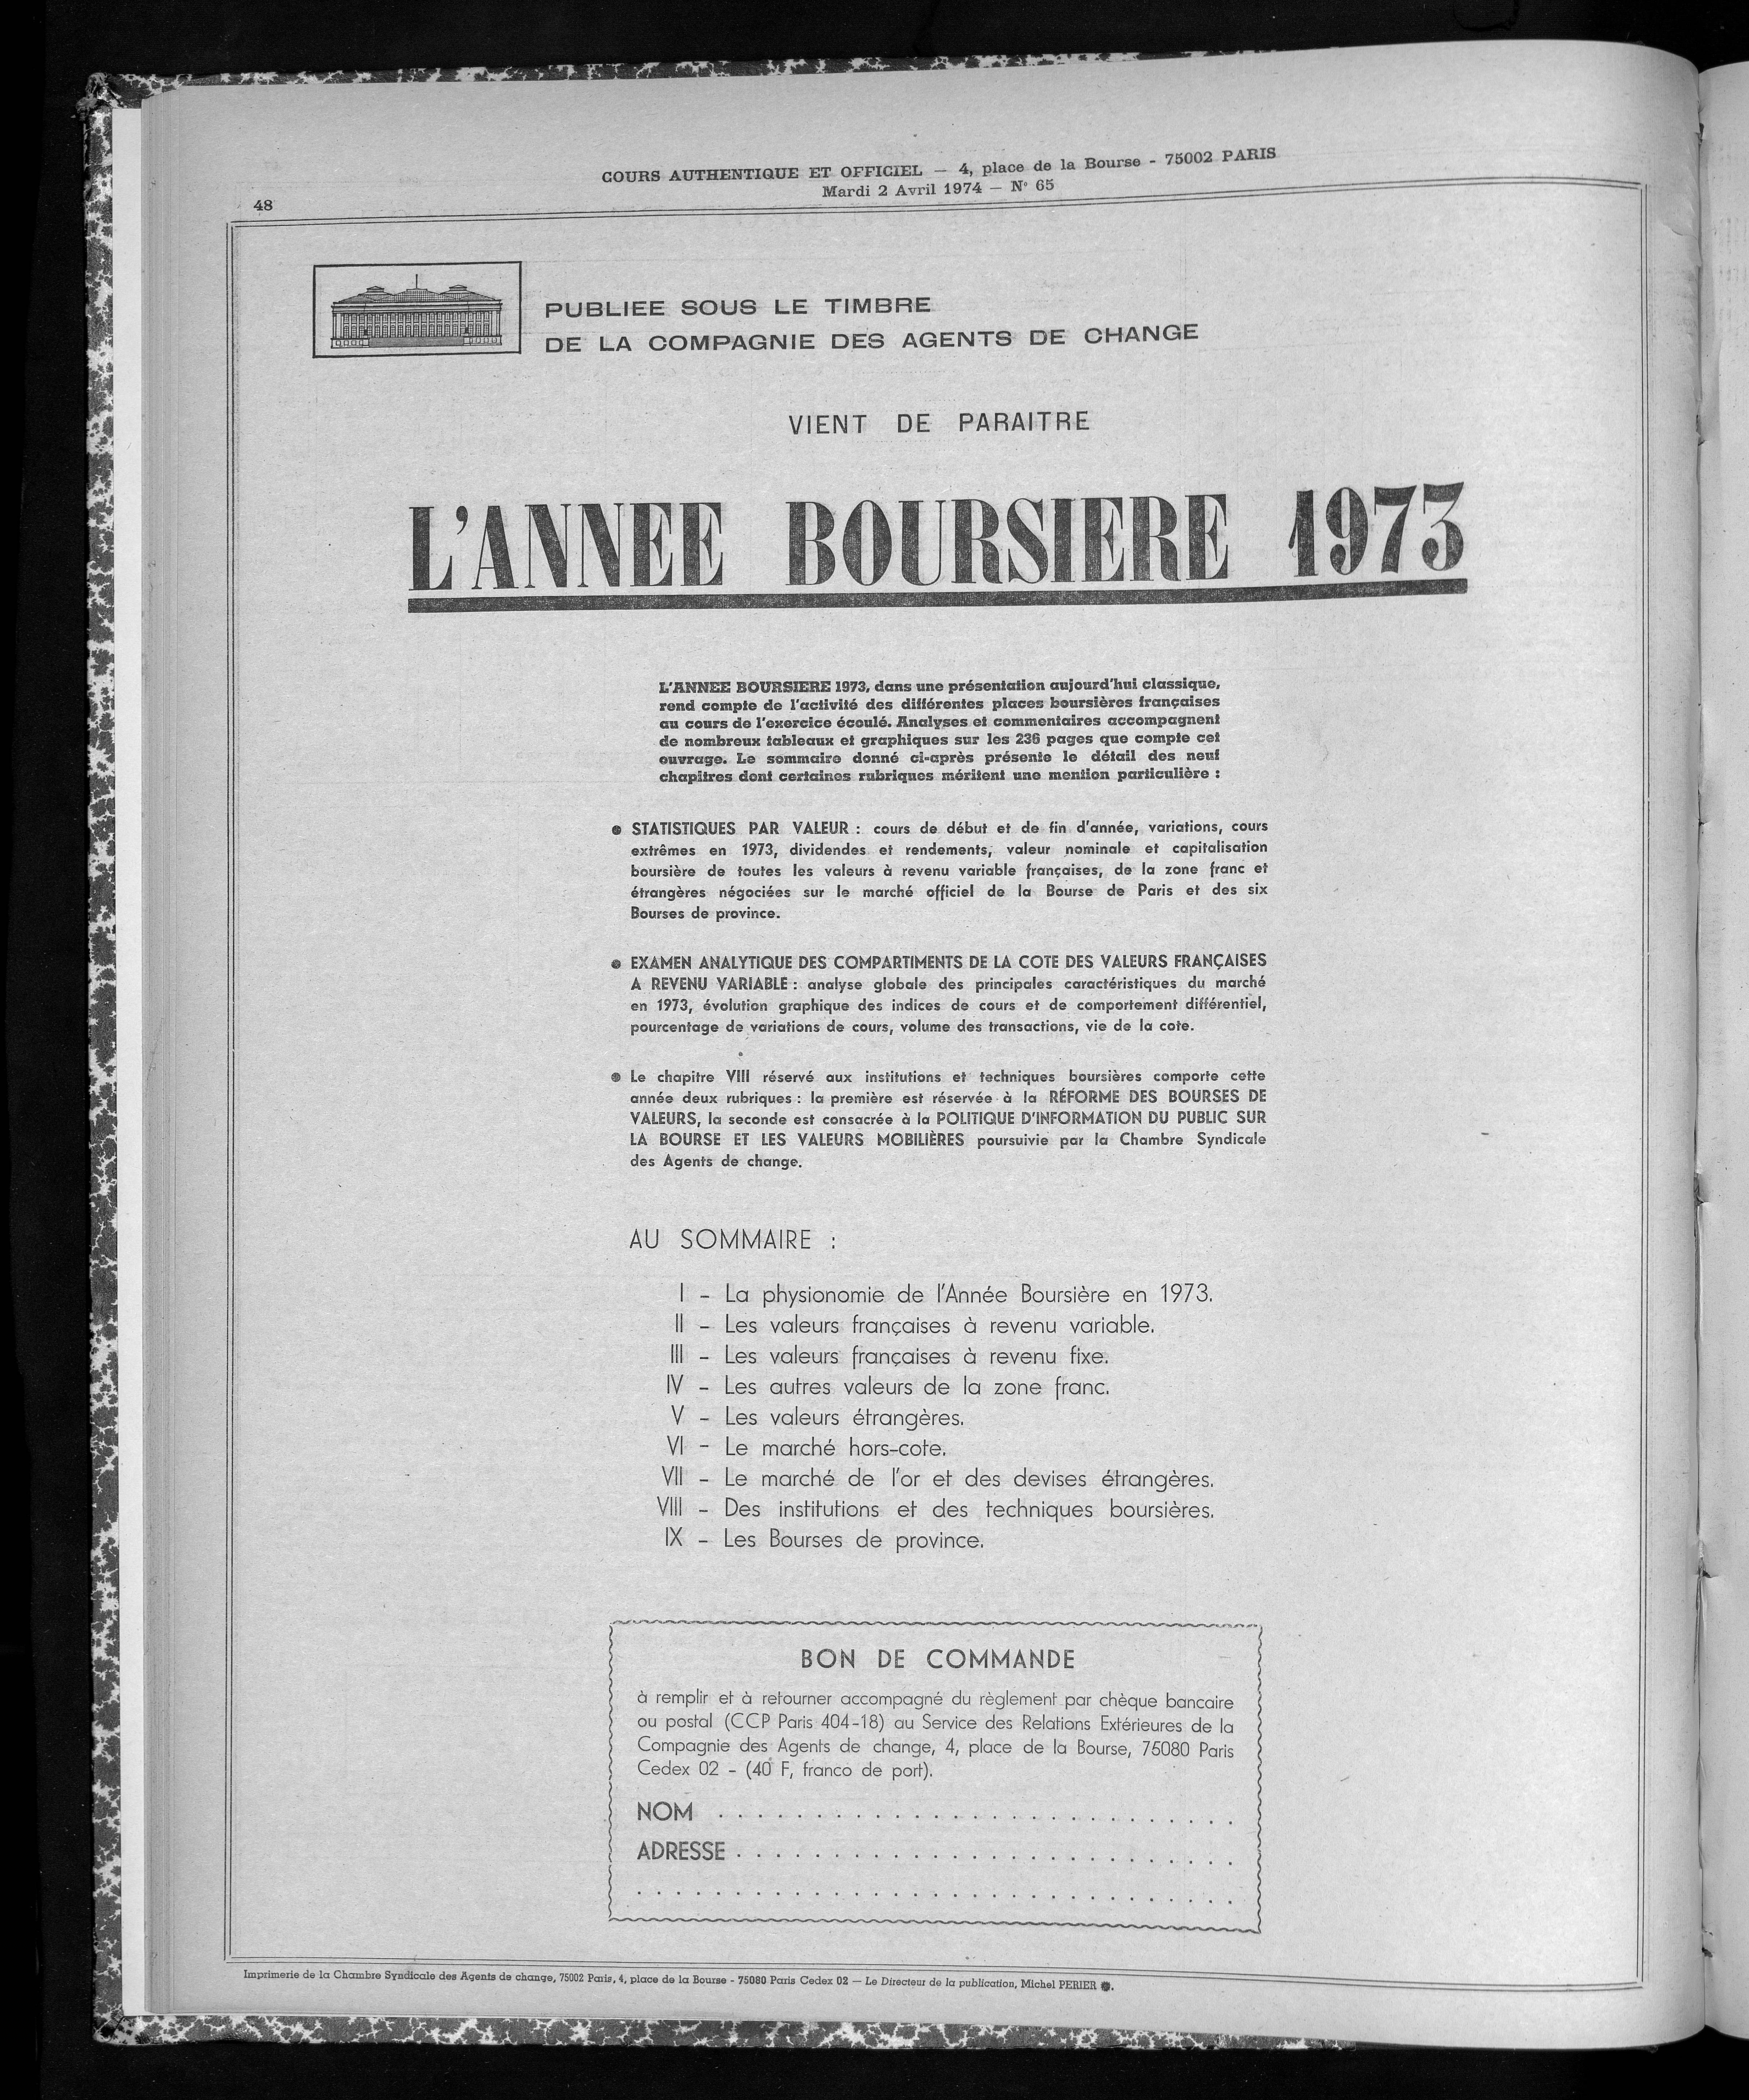 COURS AUTHENTIQUE ET OFFICIEL — 4, place de la Bourse - 75002 PARIS
Mardi 2 Avril 1974 — N° 65
48
PUBLIEE SOUS LE TIMBRE
DE LA COMPAGNIE DES AGENTS DE CHANGE
VIENT DE PARAITRE
L'ANNEE BOURSIERE 1973
L'ANNEE BOURSIERE 1973, dans une présentation aujourd'hui classique,
rend compte de l'activité des différentes places boursières françaises
au cours de l'exercice écoulé. Analyses et commentaires accompagnent
de nombreux tableaux et graphiques sur les 236 pages que compte cet
ouvrage. Le sommaire donné ci-après présente le détail des neuf
chapitres dont certaines rubriques méritent une mention particulière :
● STATISTIQUES PAR VALEUR : cours de début et de fin d'année, variations, cours
extrêmes en 1973, dividendes et rendements, valeur nominale et capitalisation
boursière de toutes les valeurs à revenu variable françaises, de la zone franc et
étrangères négociées sur le marché officiel de la Bourse de Paris et des six
Bourses de province.
● EXAMEN ANALYTIQUE DES COMPARTIMENTS DE LA COTE DES VALEURS FRANÇAISES
A REVENU VARIABLE : analyse globale des principales caractéristiques du marché
en 1973, évolution graphique des indices de cours et de comportement différentiel,
pourcentage de variations de cours, volume des transactions, vie de la cote.
● Le chapitre VIII réservé aux institutions et techniques boursières comporte cette
année deux rubriques : la première est réservée à la RÉFORME DES BOURSES DE
VALEURS, la seconde est consacrée à la POLITIQUE D'INFORMATION DU PUBLIC SUR
LA BOURSE ET LES VALEURS MOBILIÈRES poursuivie par la Chambre Syndicale
des Agents de change.
AU SOMMAIRE :
I - La physionomie de l'Année Boursière en 1973.
II - Les valeurs françaises à revenu variable.
III - Les valeurs françaises à revenu fixe.
IV - Les autres valeurs de la zone franc.
V - Les valeurs étrangères.
VI - Le marché hors-cote.
VII - Le marché de l'or et des devises étrangères.
VIII - Des institutions et des techniques boursières.
IX - Les Bourses de province.
BON DE COMMANDE
à remplir et à retourner accompagné du règlement par chèque bancaire
ou postal (CCP Paris 404-18) au Service des Relations Extérieures de la
Compagnie des Agents de change, 4, place de la Bourse, 75080 Paris
Cedex 02 - (40 F, franco de port).
NOM . . . . . . . . . . . . . . . . . . . . . . . . . . .
ADRESSE . . . . . . . . . . . . . . . . . . . . . . . . . .
. . . . . . . . . . . . . . . . . . . . . . . . . . . . . . .
Imprimerie de la Chambre Syndicale des Agents de change, 75002 Paris, 4, place de la Bourse - 75080 Paris Cedex 02 — Le Directeur de la publication, Michel PERIER ●.